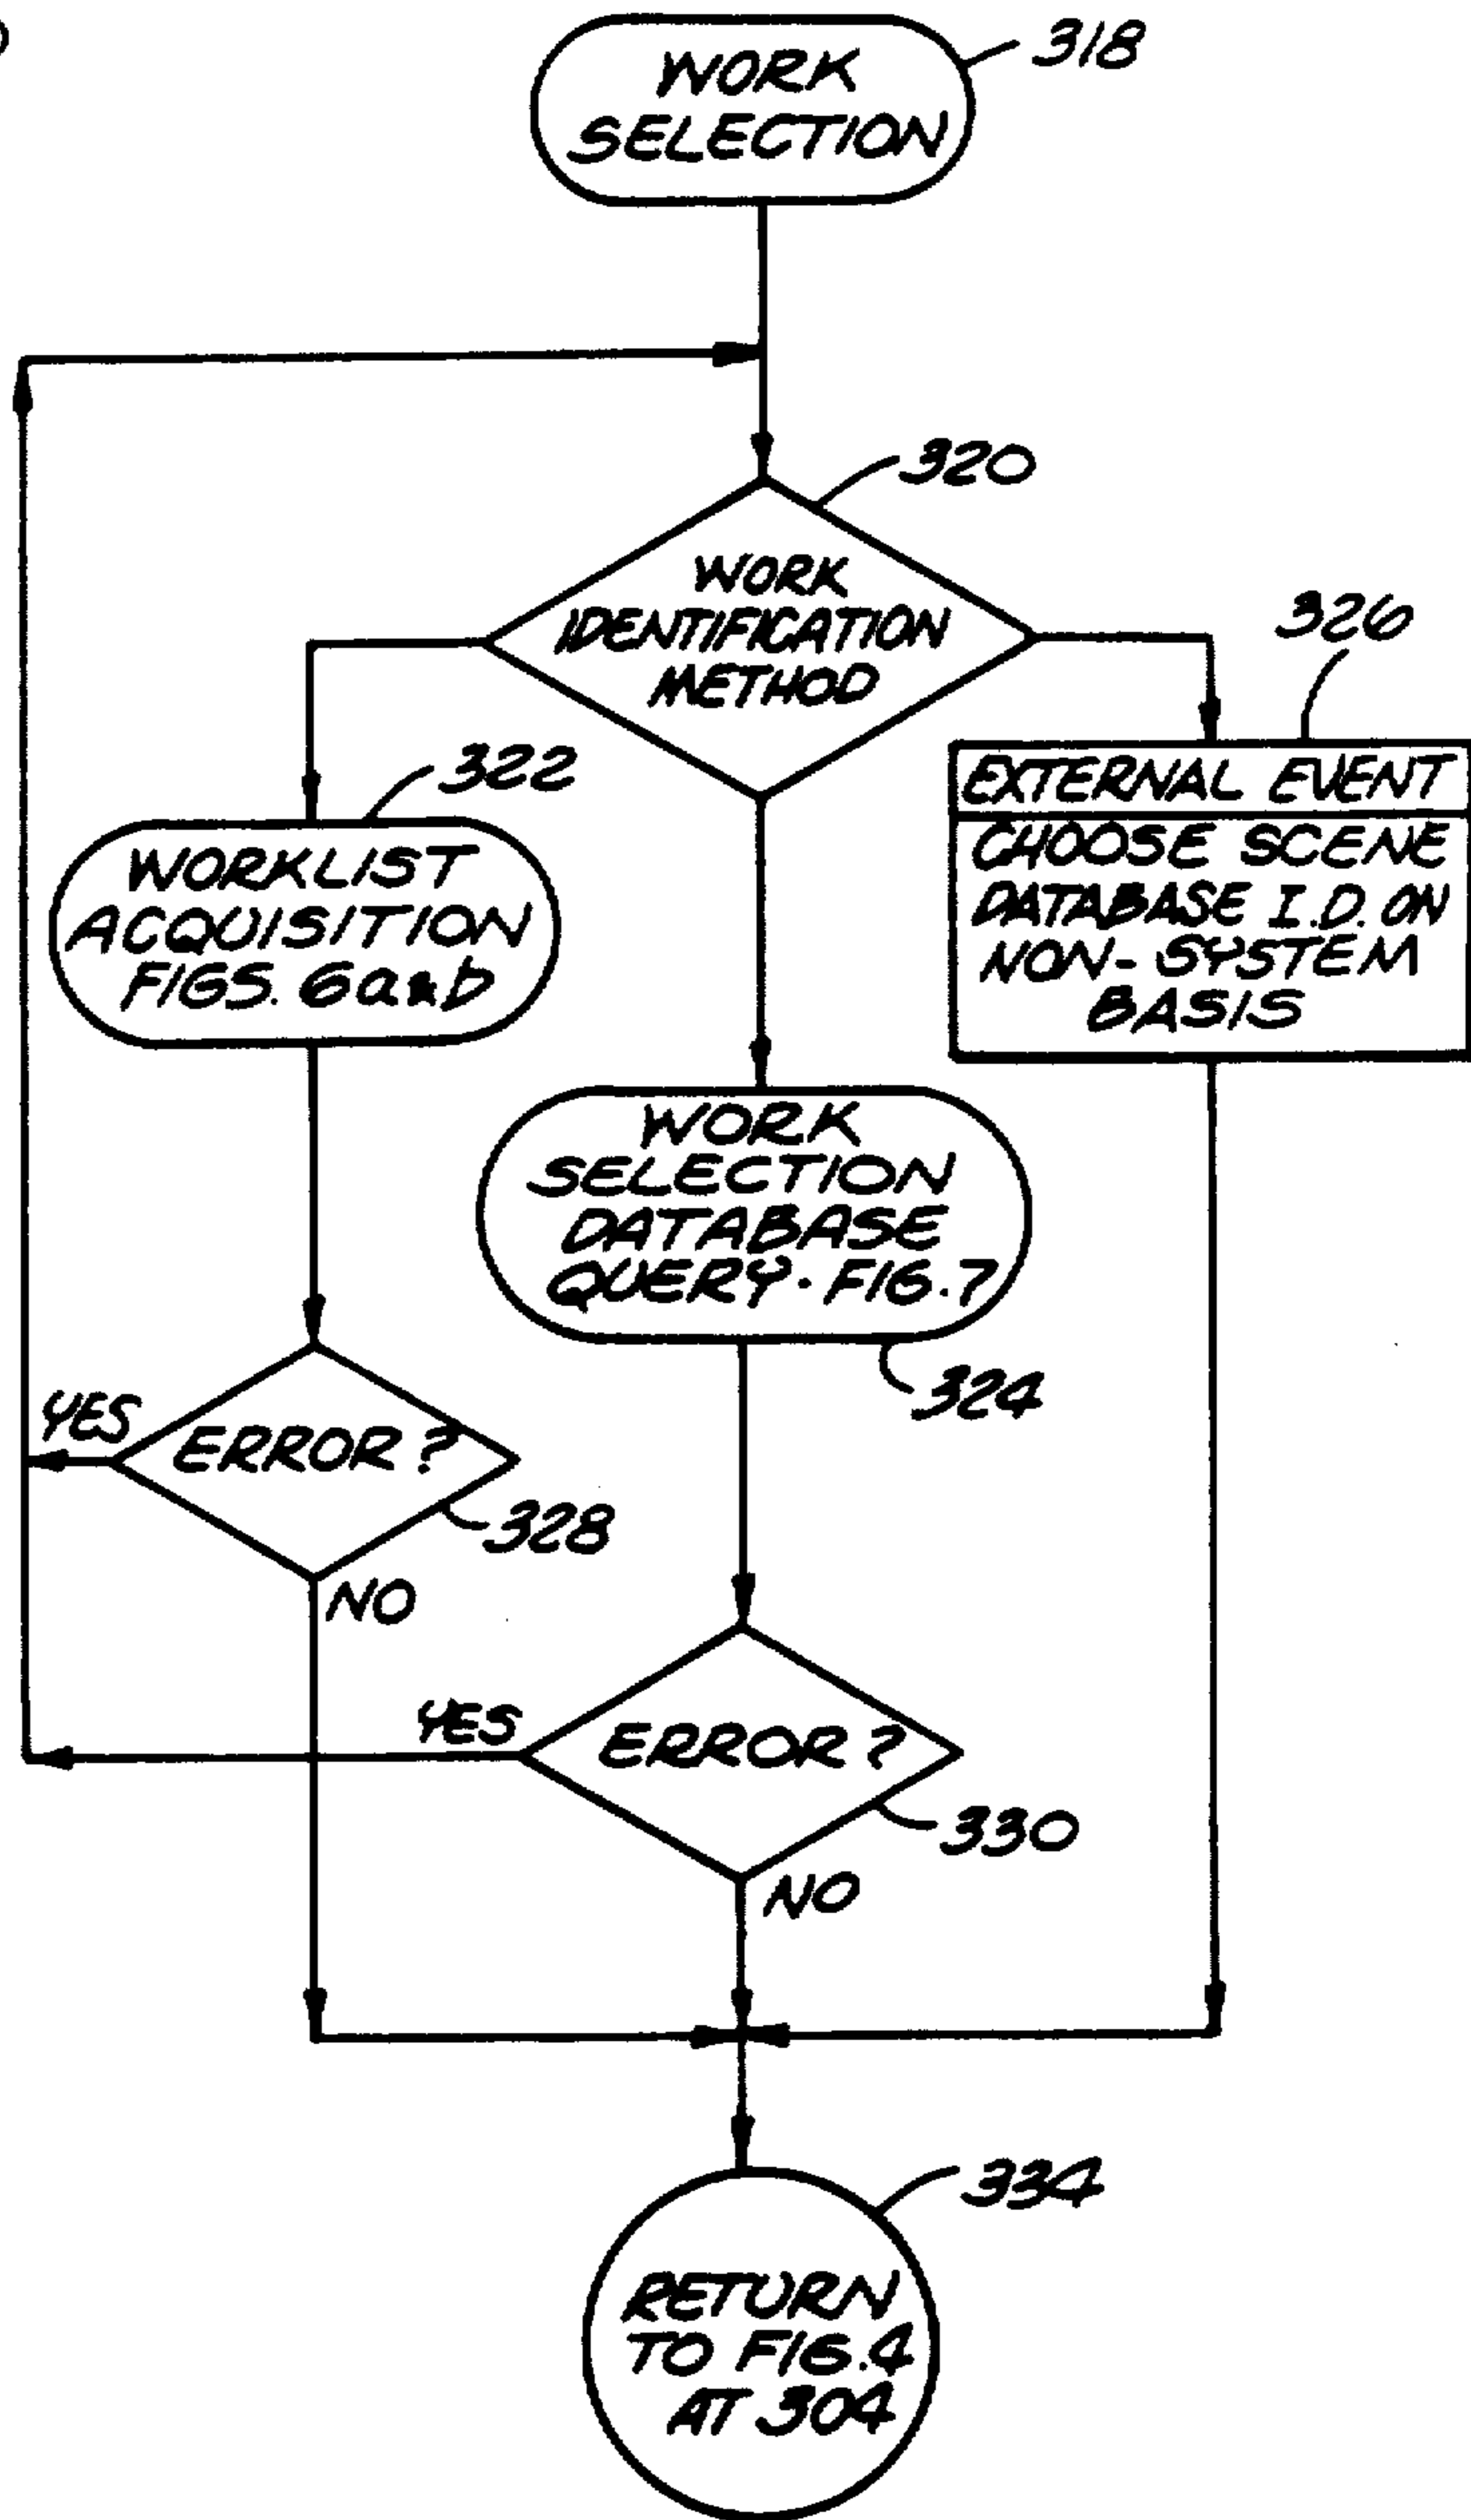 318
WORK
SELECTION
320
WORK
IDENTIFICATION
METHOD
326
322
EXTERNAL EVENT
CHOOSE SCENE
DATABASE I.D. ON
NON-SYSTEM
BASIS
WORKLIST
ACQUISITION
FIGS. 6a&b
WORK
SELECTION
DATABASE
QUERY. FIG. 7
324
YES
ERROR?
328
NO
YES
ERROR?
330
NO
334
RETURN
TO FIG. 4
AT 304